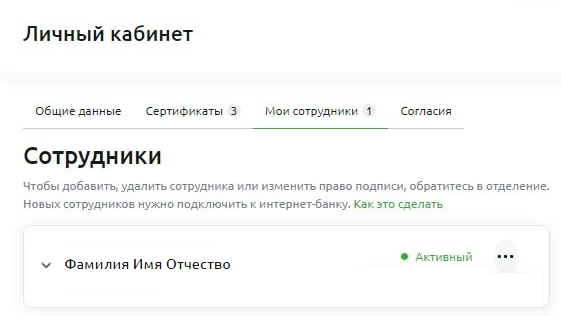 Личный кабинет
Общие данные Сертификаты 3 Мои сотрудники 1 Согласия
Сотрудники
Чтобы добавить, удалить сотрудника или изменить право подписи, обратитесь в отделение.
Новых сотрудников нужно подключить к интернет-банку. Как это сделать
Фамилия Имя Отчество Активный